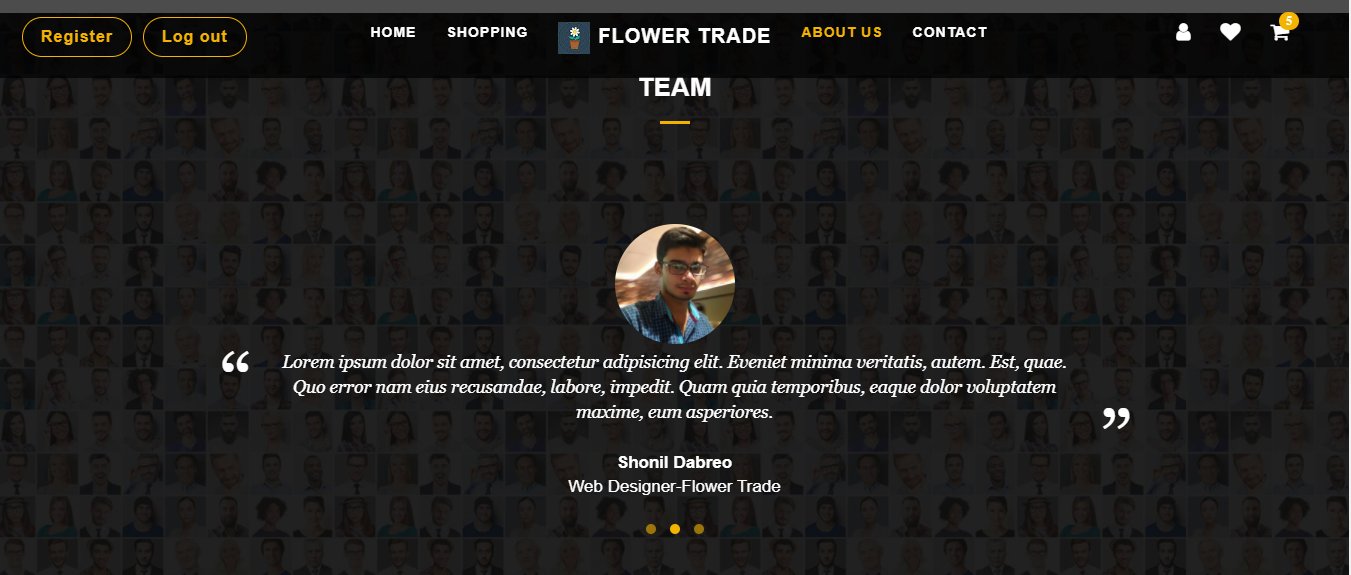 Register
Log out
HOME
SHOPPING
FLOWER TRADE
ABOUT US
CONTACT
5
TEAM
“ Lorem ipsum dolor sit amet, consectetur adipisicing elit. Eveniet minima veritatis, autem. Est, quae.
Quo error nam eius recusandae, labore, impedit. Quam quia temporibus, eaque dolor voluptatem
maxime, eum asperiores. ”
Shonil Dabreo
Web Designer-Flower Trade